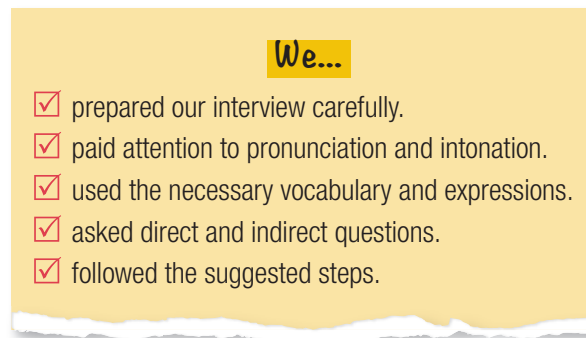 We...
prepared our interview carefully.
paid attention to pronunciation and intonation.
used the necessary vocabulary and expressions.
asked direct and indirect questions.
followed the suggested steps.